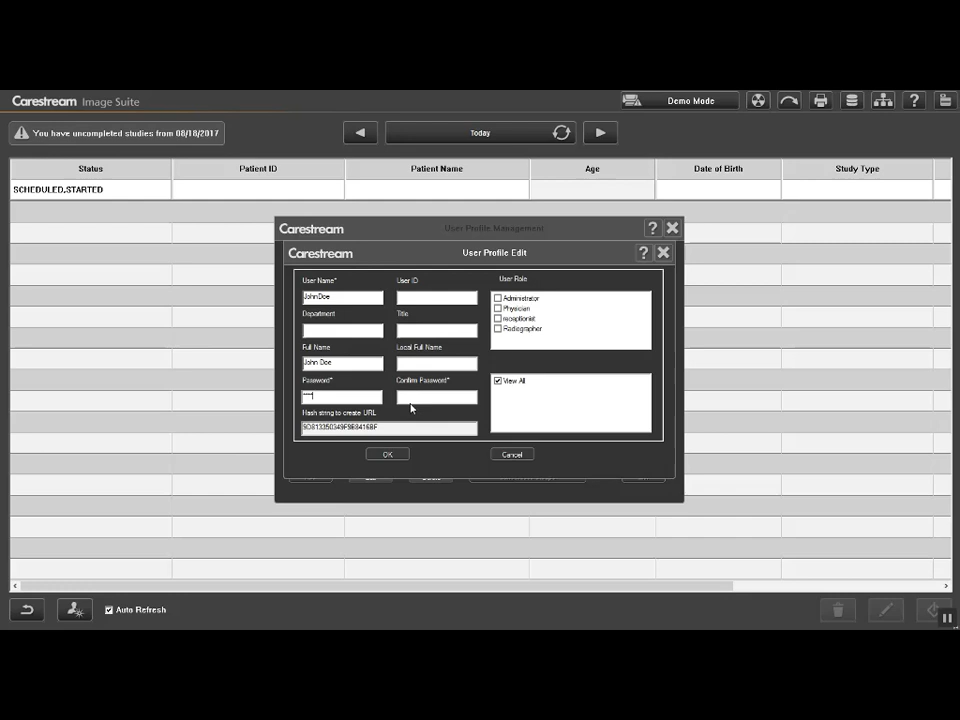 Carestream Image Suite
Demo Mode
?
You have uncompleted studies from 08/18/2017
Today
Status Patient ID Patient Name Age Date of Birth Study Type
SCHEDULED,STARTED
Carestream User Profile Management ?
Carestream User Profile Edit ?
User Name* User ID User Role
JohnDoe
Administrator
Physician
receptionist
Radiographer
Department Title
Full Name Local Full Name
John Doe
Password* Confirm Password*
View All
****
Hash string to create URL
OK Cancel
Auto Refresh